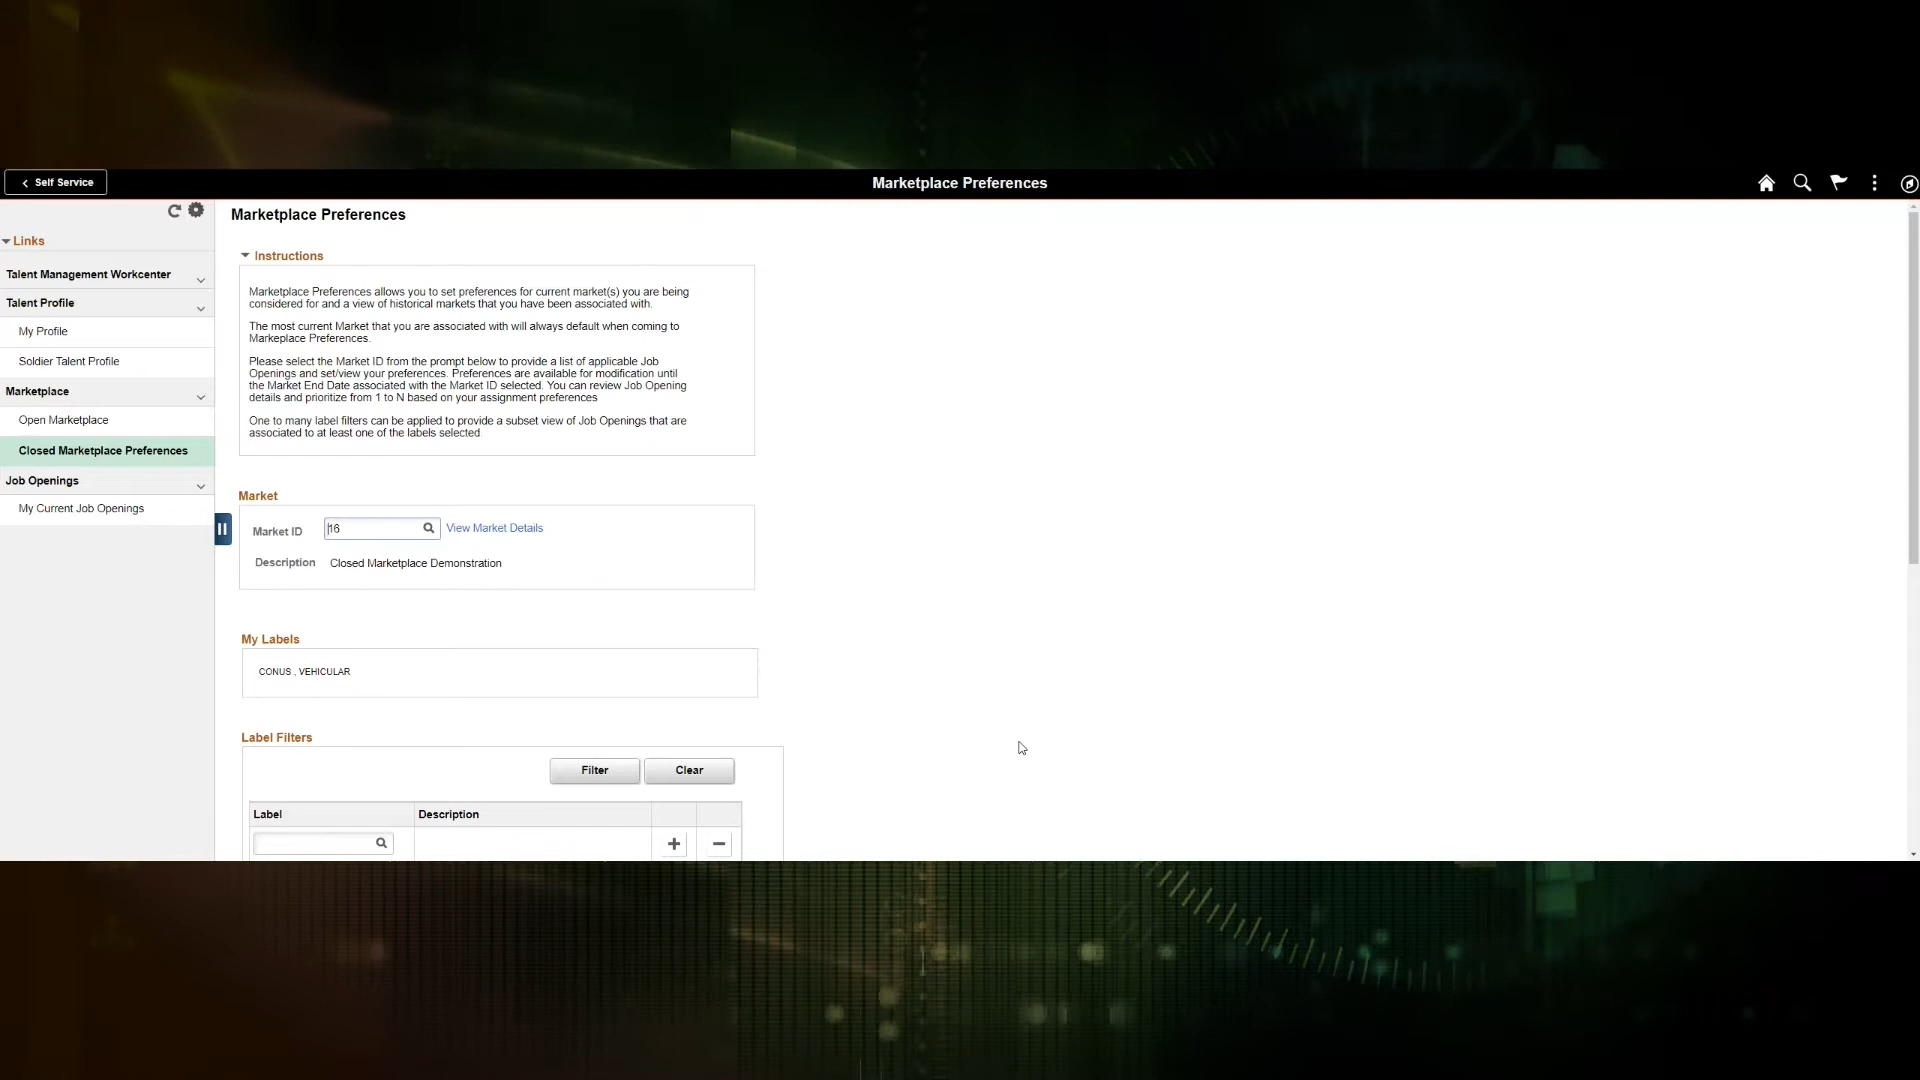 Self Service
Marketplace Preferences
Links
Talent Management Workcenter
Talent Profile
My Profile
Soldier Talent Profile
Marketplace
Open Marketplace
Closed Marketplace Preferences
Job Openings
My Current Job Openings
Marketplace Preferences
Instructions
Marketplace Preferences allows you to set preferences for current market(s) you are being
considered for and a view of historical markets that you have been associated with.
The most current Market that you are associated with will always default when coming to
Markeplace Preferences.
Please select the Market ID from the prompt below to provide a list of applicable Job
Openings and set/view your preferences. Preferences are available for modification until
the Market End Date associated with the Market ID selected. You can review Job Opening
details and prioritize from 1 to N based on your assignment preferences
One to many label filters can be applied to provide a subset view of Job Openings that are
associated to at least one of the labels selected.
Market
Market ID 16 View Market Details
Description Closed Marketplace Demonstration
My Labels
CONUS , VEHICULAR
Label Filters
Filter Clear
Label Description